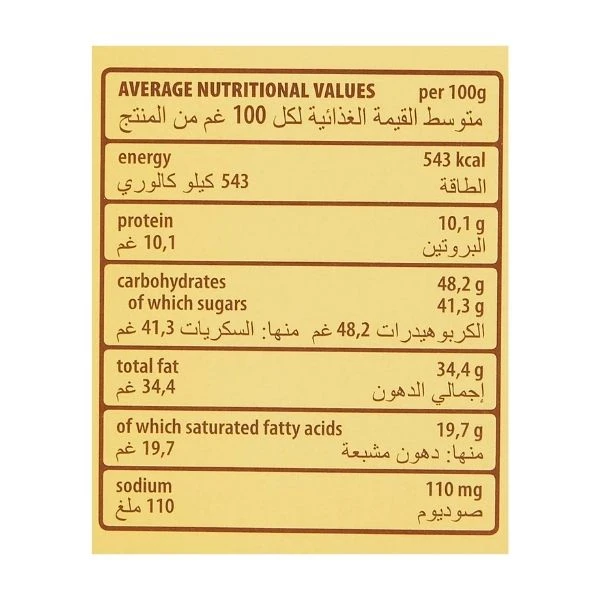 AVERAGE NUTRITIONAL VALUES per 100g
متوسط القيمة الغذائية لكل 100 غم من المنتج
energy 543 kcal
الطاقة 543 كيلو كالوري
protein 10,1 g
البروتين 10,1 غم
carbohydrates 48,2 g
of which sugars 41,3 g
الكربوهيدرات 48,2 غم منها: السكريات 41,3 غم
total fat 34,4 g
إجمالي الدهون 34,4 غم
of which saturated fatty acids 19,7 g
منها: دهون مشبعة 19,7 غم
sodium 110 mg
صوديوم 110 ملغ